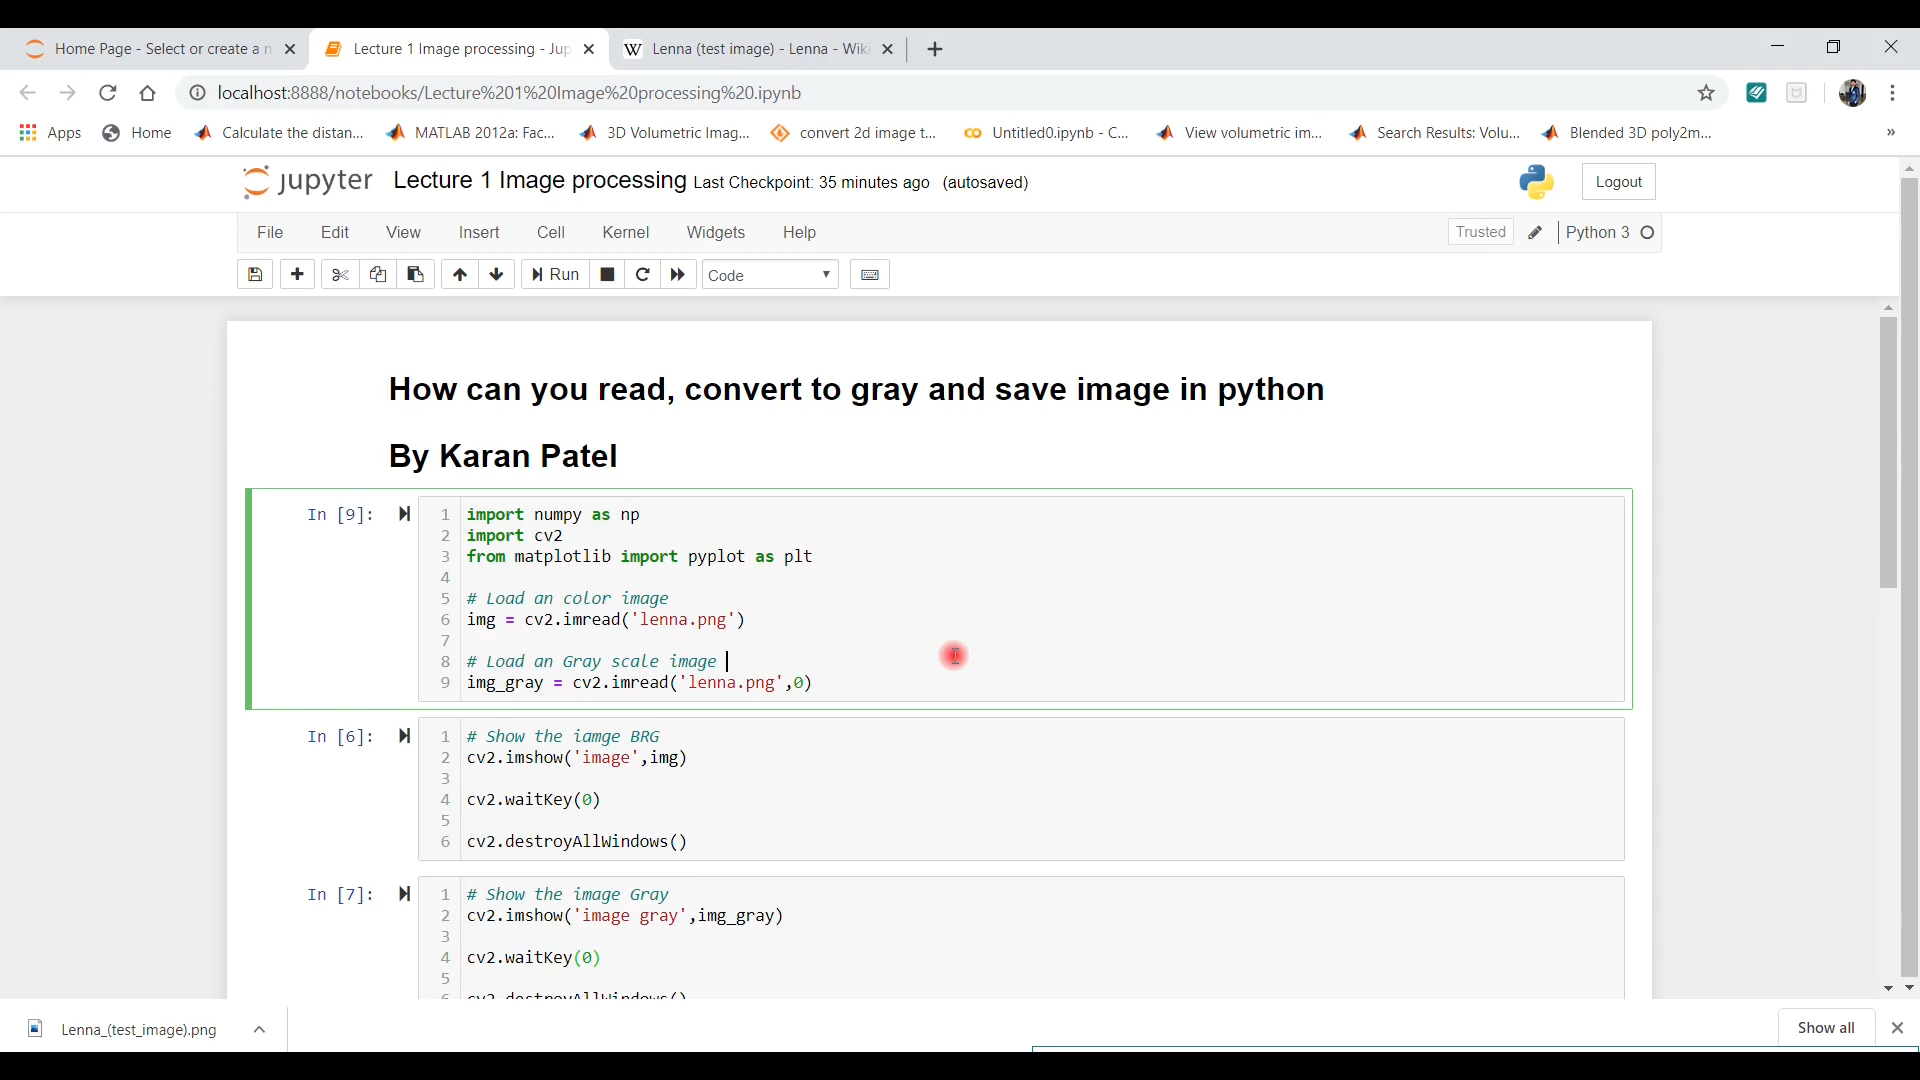 Home Page - Select or create a n
Lecture 1 Image processing - Jup
Lenna (test image) - Lenna - Wiki
localhost:8888/notebooks/Lecture%201%20Image%20processing%20.ipynb
Apps
Home
Calculate the distan...
MATLAB 2012a: Fac...
3D Volumetric Imag...
convert 2d image t...
Untitled0.ipynb - C...
View volumetric im...
Search Results: Volu...
Blended 3D poly2m...
»
jupyter Lecture 1 Image processing Last Checkpoint: 35 minutes ago (autosaved)
Logout
File Edit View Insert Cell Kernel Widgets Help
Trusted Python 3
Run Code
How can you read, convert to gray and save image in python
By Karan Patel
In [9]:
1 import numpy as np
2 import cv2
3 from matplotlib import pyplot as plt
4
5 # Load an color image
6 img = cv2.imread('lenna.png')
7
8 # Load an Gray scale image
9 img_gray = cv2.imread('lenna.png',0)
In [6]:
1 # Show the iamge BRG
2 cv2.imshow('image',img)
3
4 cv2.waitKey(0)
5
6 cv2.destroyAllWindows()
In [7]:
1 # Show the image Gray
2 cv2.imshow('image gray',img_gray)
3
4 cv2.waitKey(0)
5
6 cv2.destroyAllWindows()
Lenna_(test_image).png
Show all